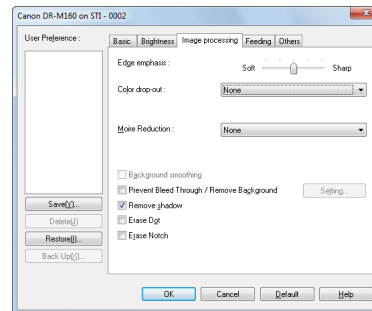 Canon DR-M160 on STI - 0002
User Preference :
Basic Brightness Image processing Feeding Others
Edge emphasis :
Soft Sharp
Color drop-out :
None
Moire Reduction :
None
Background smoothing
Prevent Bleed Through / Remove Background
Setting...
Remove shadow
Erase Dot
Erase Notch
Save(Y)...
Delete(J)
Restore(I)...
Back Up(X)...
OK Cancel Default Help